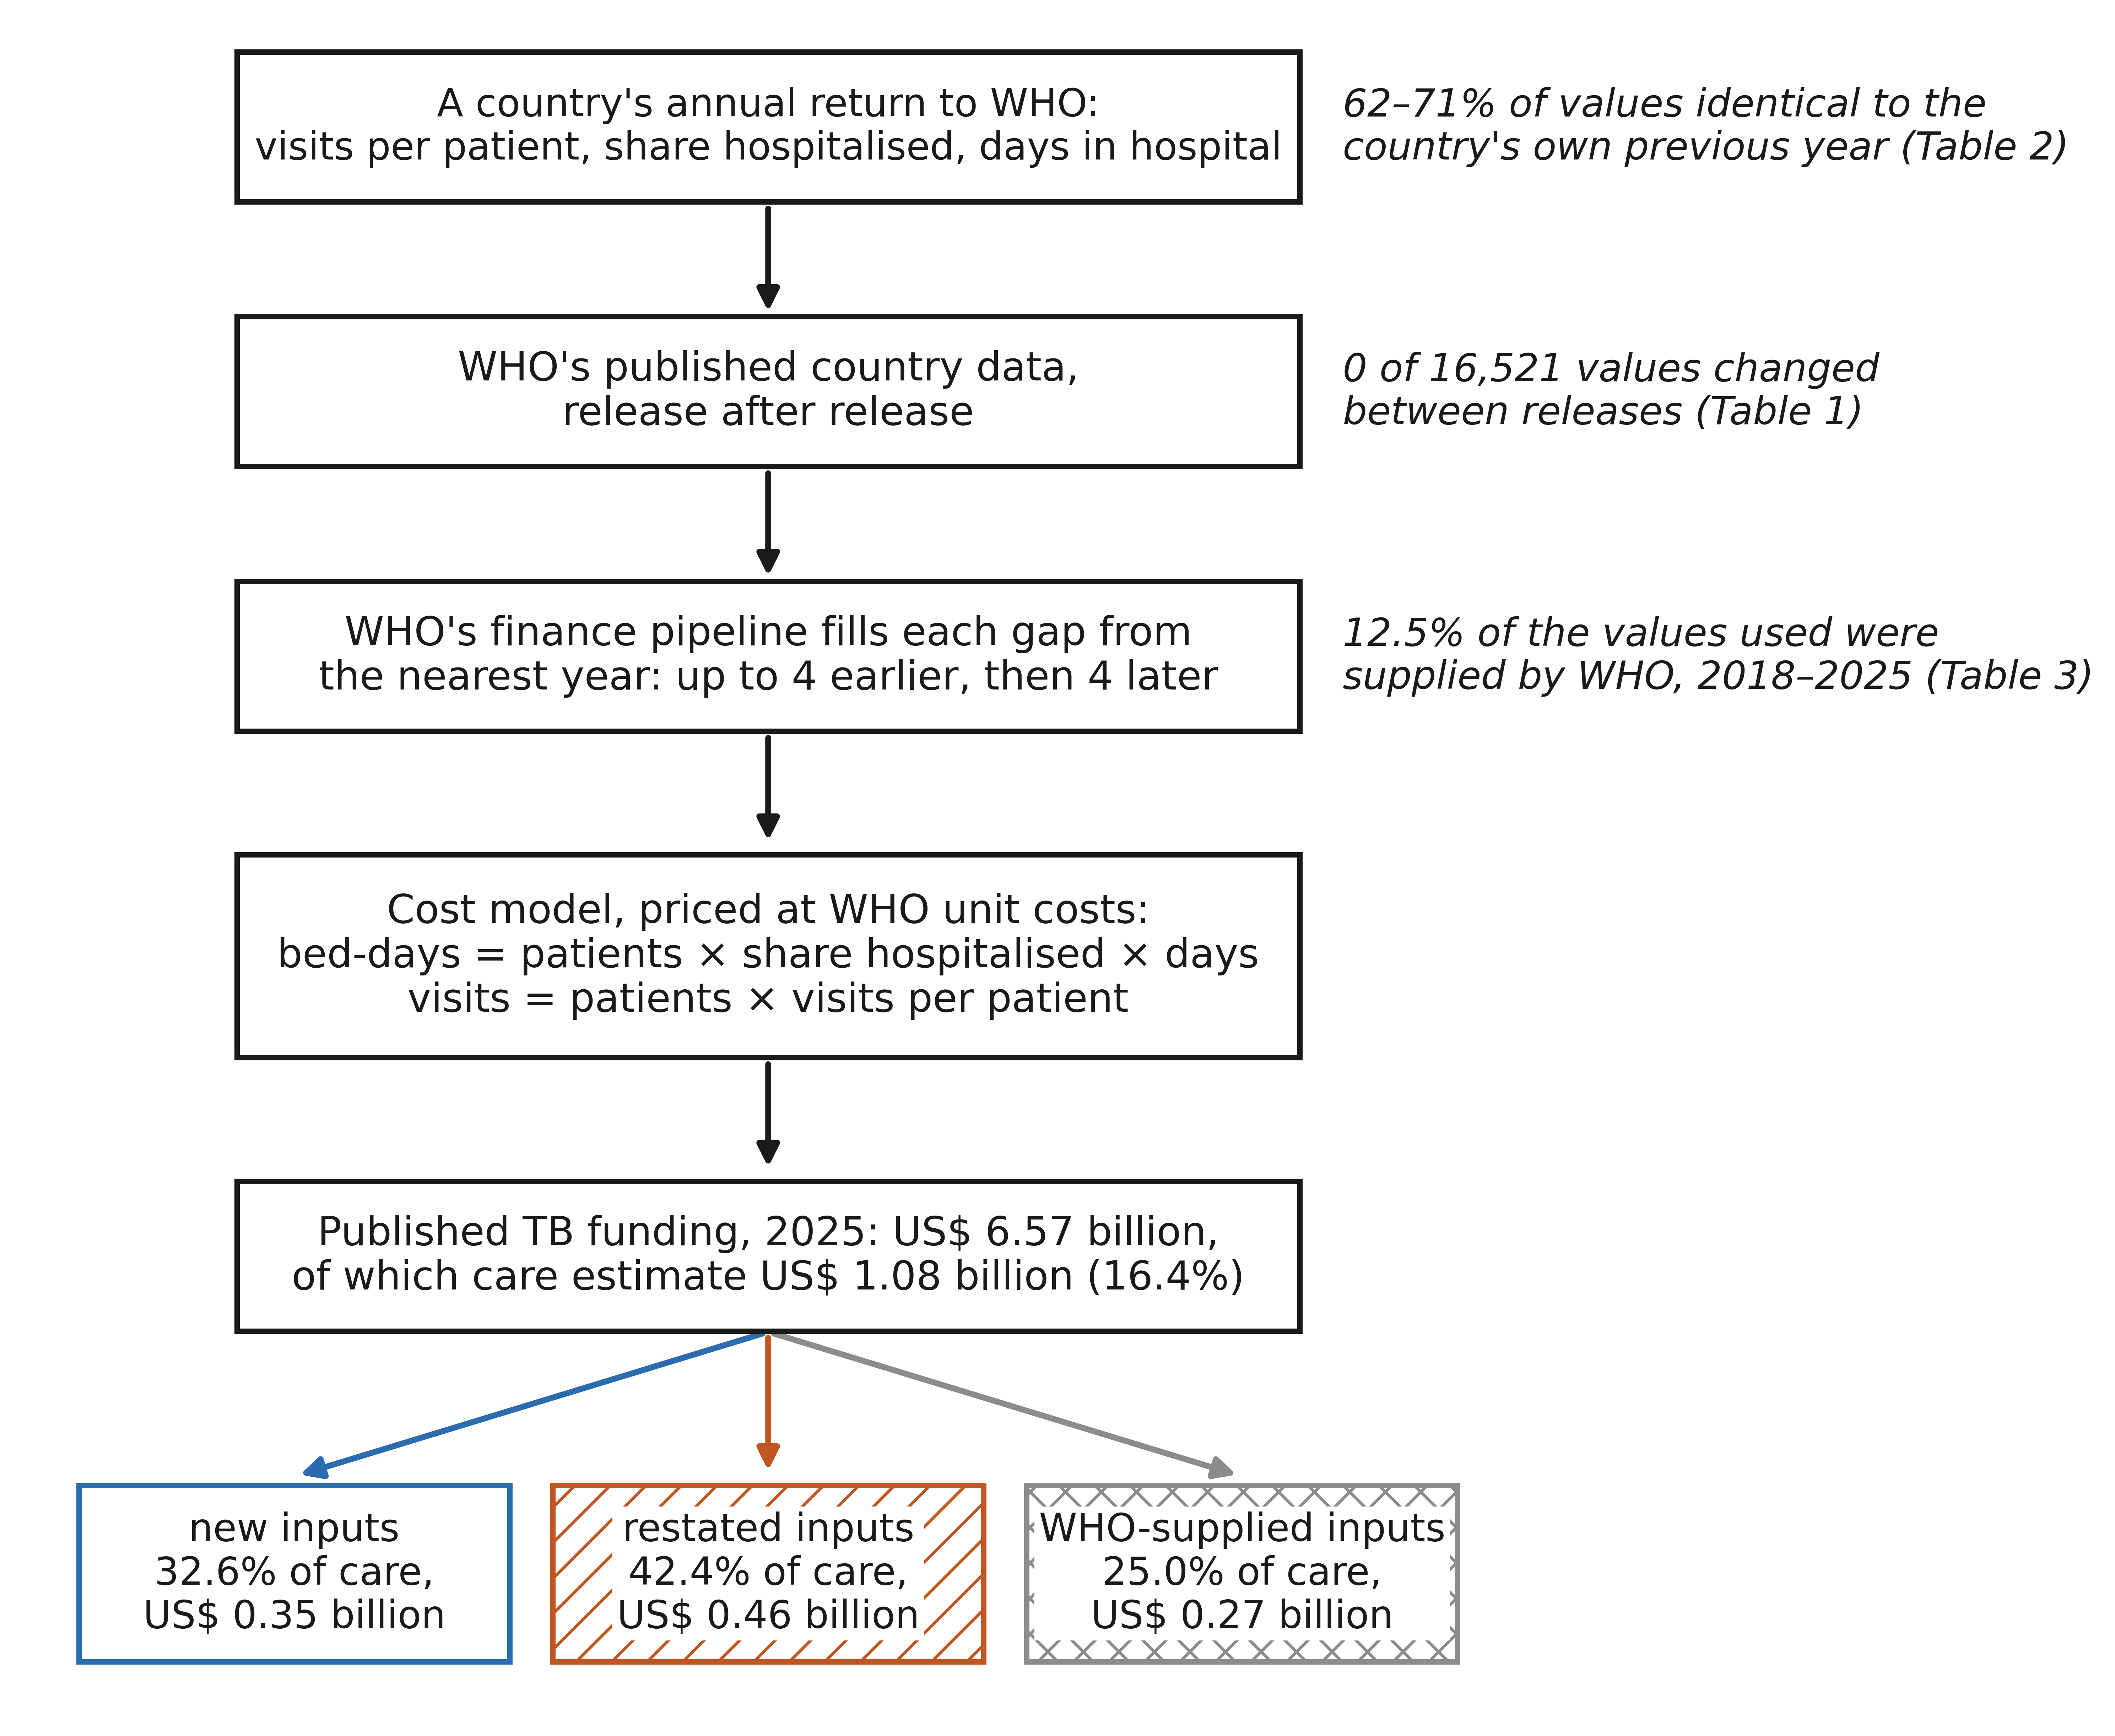 A country's annual return to WHO:
visits per patient, share hospitalised, days in hospital
62–71% of values identical to the
country's own previous year (Table 2)
WHO's published country data,
release after release
0 of 16,521 values changed
between releases (Table 1)
WHO's finance pipeline fills each gap from
the nearest year: up to 4 earlier, then 4 later
12.5% of the values used were
supplied by WHO, 2018–2025 (Table 3)
Cost model, priced at WHO unit costs:
bed-days = patients × share hospitalised × days
visits = patients × visits per patient
Published TB funding, 2025: US$ 6.57 billion,
of which care estimate US$ 1.08 billion (16.4%)
new inputs
32.6% of care,
US$ 0.35 billion
restated inputs
42.4% of care,
US$ 0.46 billion
WHO-supplied inputs
25.0% of care,
US$ 0.27 billion